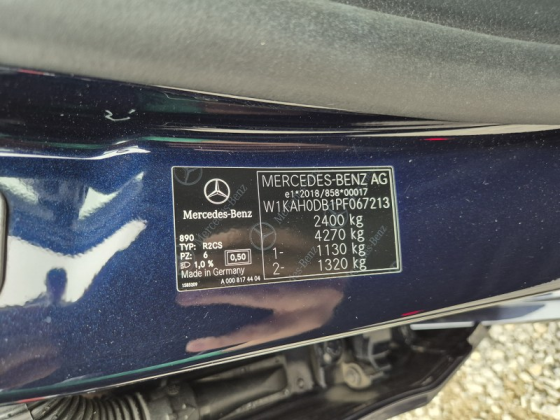 Mercedes-Benz
890
TYP: R2CS
PZ: 6
1,0% 0,50
Made in Germany
A 000 817 44 04
MERCEDES-BENZ AG
e1*2018/858*00017
W1KAH0DB1PF067213
2400 kg
4270 kg
1- 1130 kg
2- 1320 kg